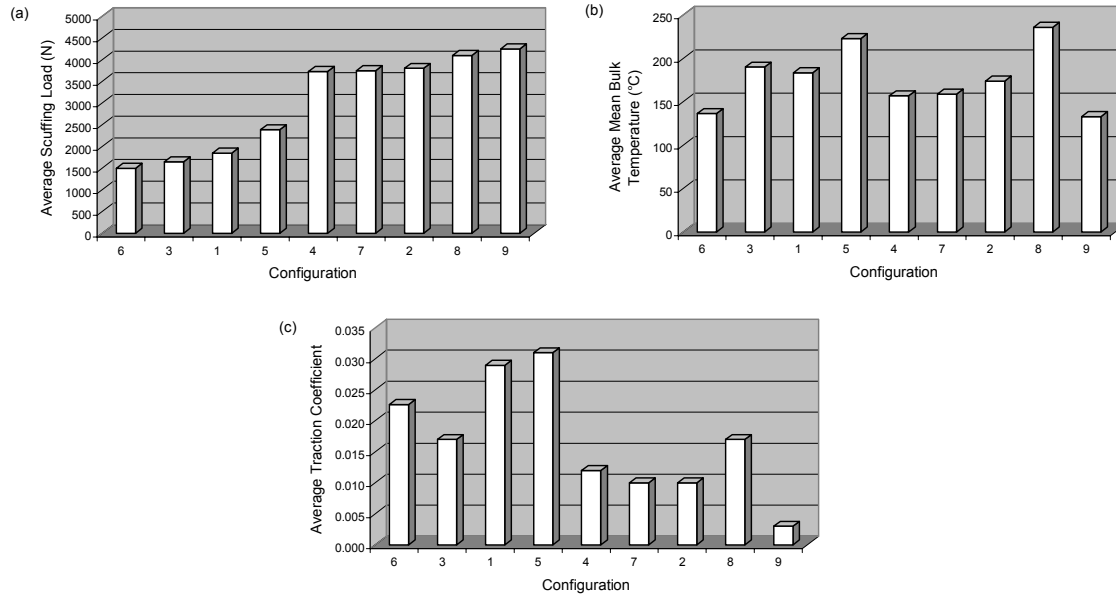 (a)
Average Scuffing Load (N)
5000
4500
4000
3500
3000
2500
2000
1500
1000
500
0
6 3 1 5 4 7 2 8 9
Configuration
(b)
Average Mean Bulk
Temperature (°C)
250
200
150
100
50
0
6 3 1 5 4 7 2 8 9
Configuration
(c)
Average Traction Coefficient
0.035
0.030
0.025
0.020
0.015
0.010
0.005
0.000
6 3 1 5 4 7 2 8 9
Configuration